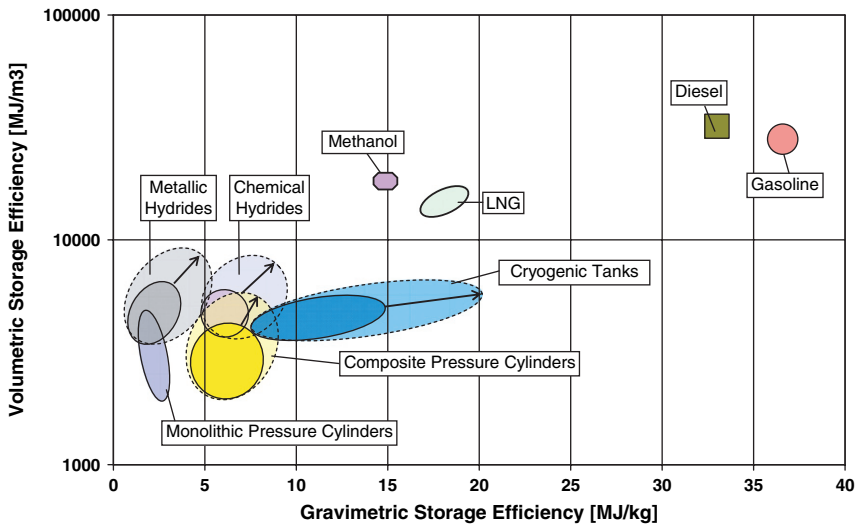 100000
10000
1000
Volumetric Storage Efficiency [MJ/m3]
Diesel
Methanol
Gasoline
Metallic
Hydrides
Chemical
Hydrides
LNG
Cryogenic Tanks
Composite Pressure Cylinders
Monolithic Pressure Cylinders
0 5 10 15 20 25 30 35 40
Gravimetric Storage Efficiency [MJ/kg]